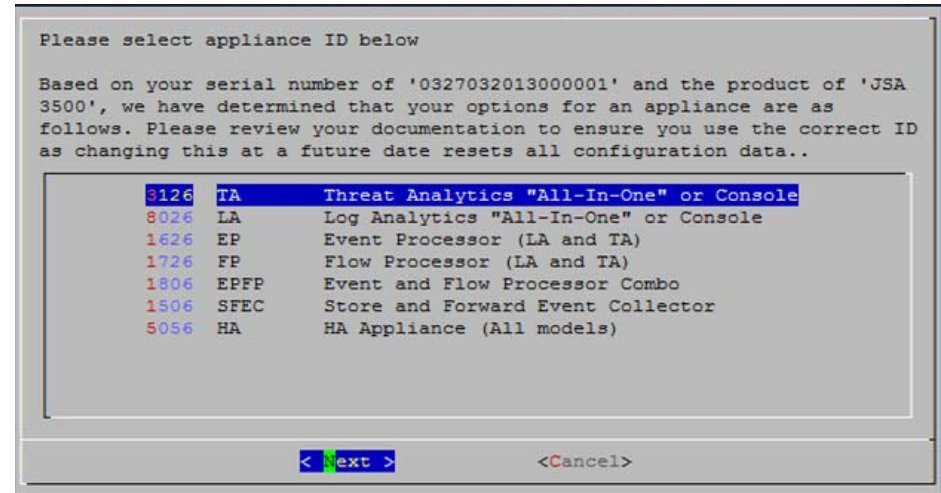 Please select appliance ID below
Based on your serial number of '0327032013000001' and the product of 'JSA
3500', we have determined that your options for an appliance are as
follows. Please review your documentation to ensure you use the correct ID
as changing this at a future date resets all configuration data..
3126 TA Threat Analytics "All-In-One" or Console
8026 LA Log Analytics "All-In-One" or Console
1626 EP Event Processor (LA and TA)
1726 FP Flow Processor (LA and TA)
1806 EPFP Event and Flow Processor Combo
1506 SFEC Store and Forward Event Collector
5056 HA HA Appliance (All models)
< Next > <Cancel>